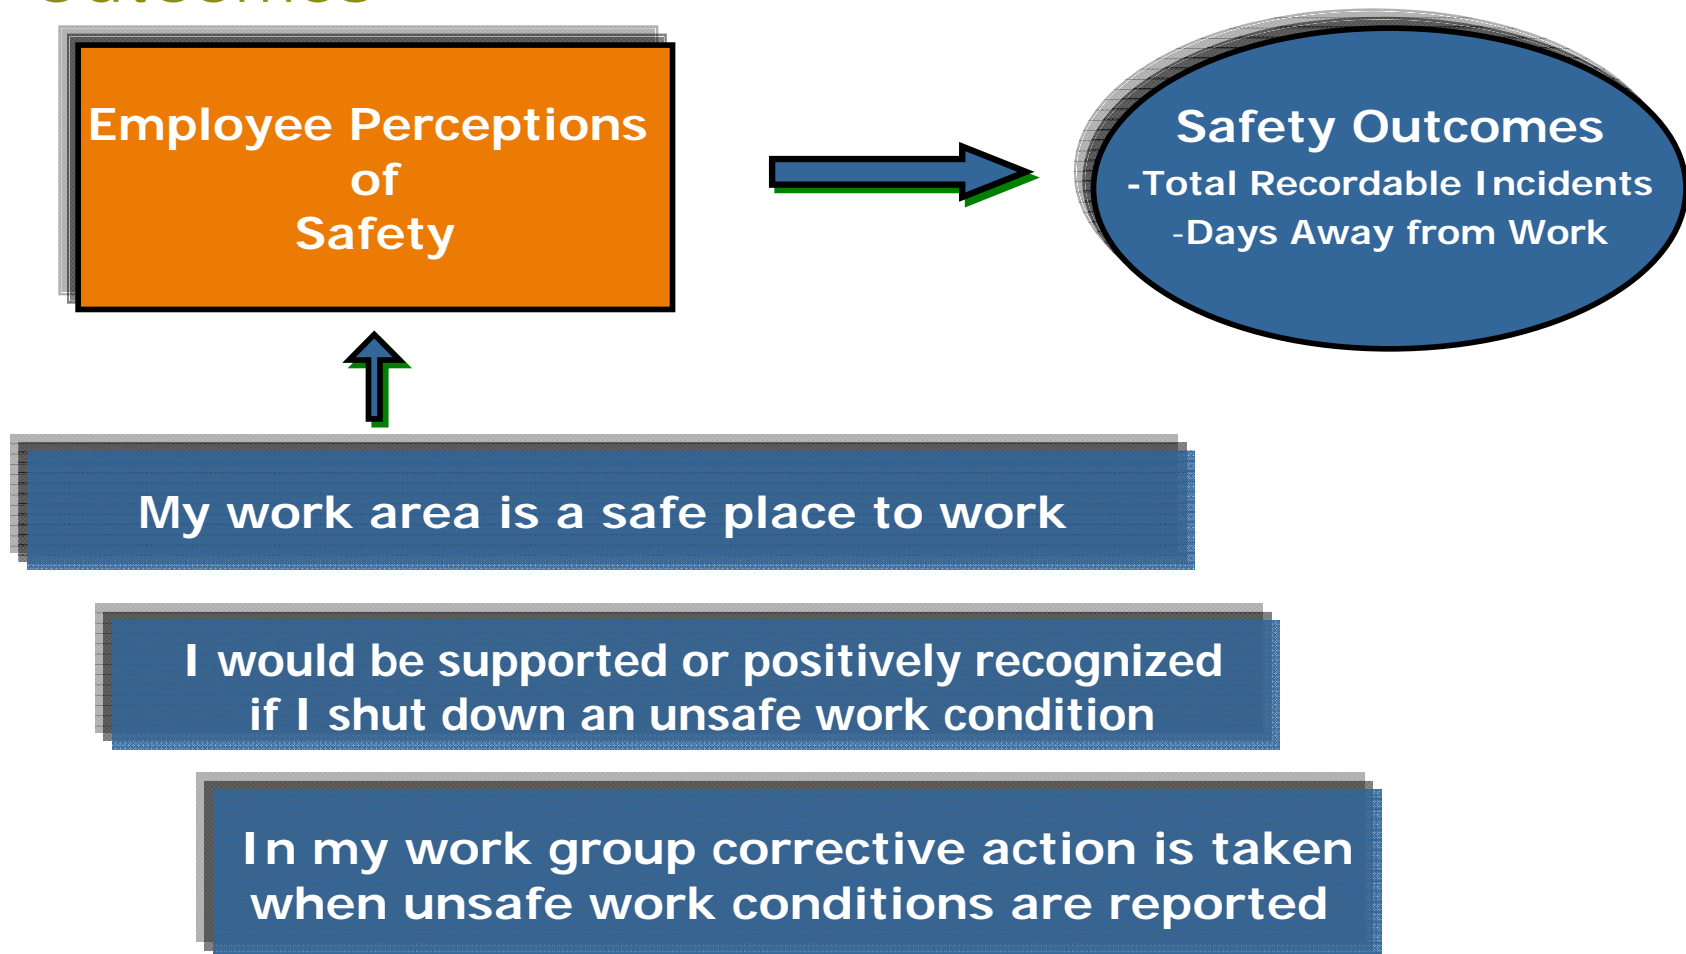 Employee Perceptions
of
Safety
Safety Outcomes
-Total Recordable Incidents
-Days Away from Work
My work area is a safe place to work
I would be supported or positively recognized
if I shut down an unsafe work condition
In my work group corrective action is taken
when unsafe work conditions are reported